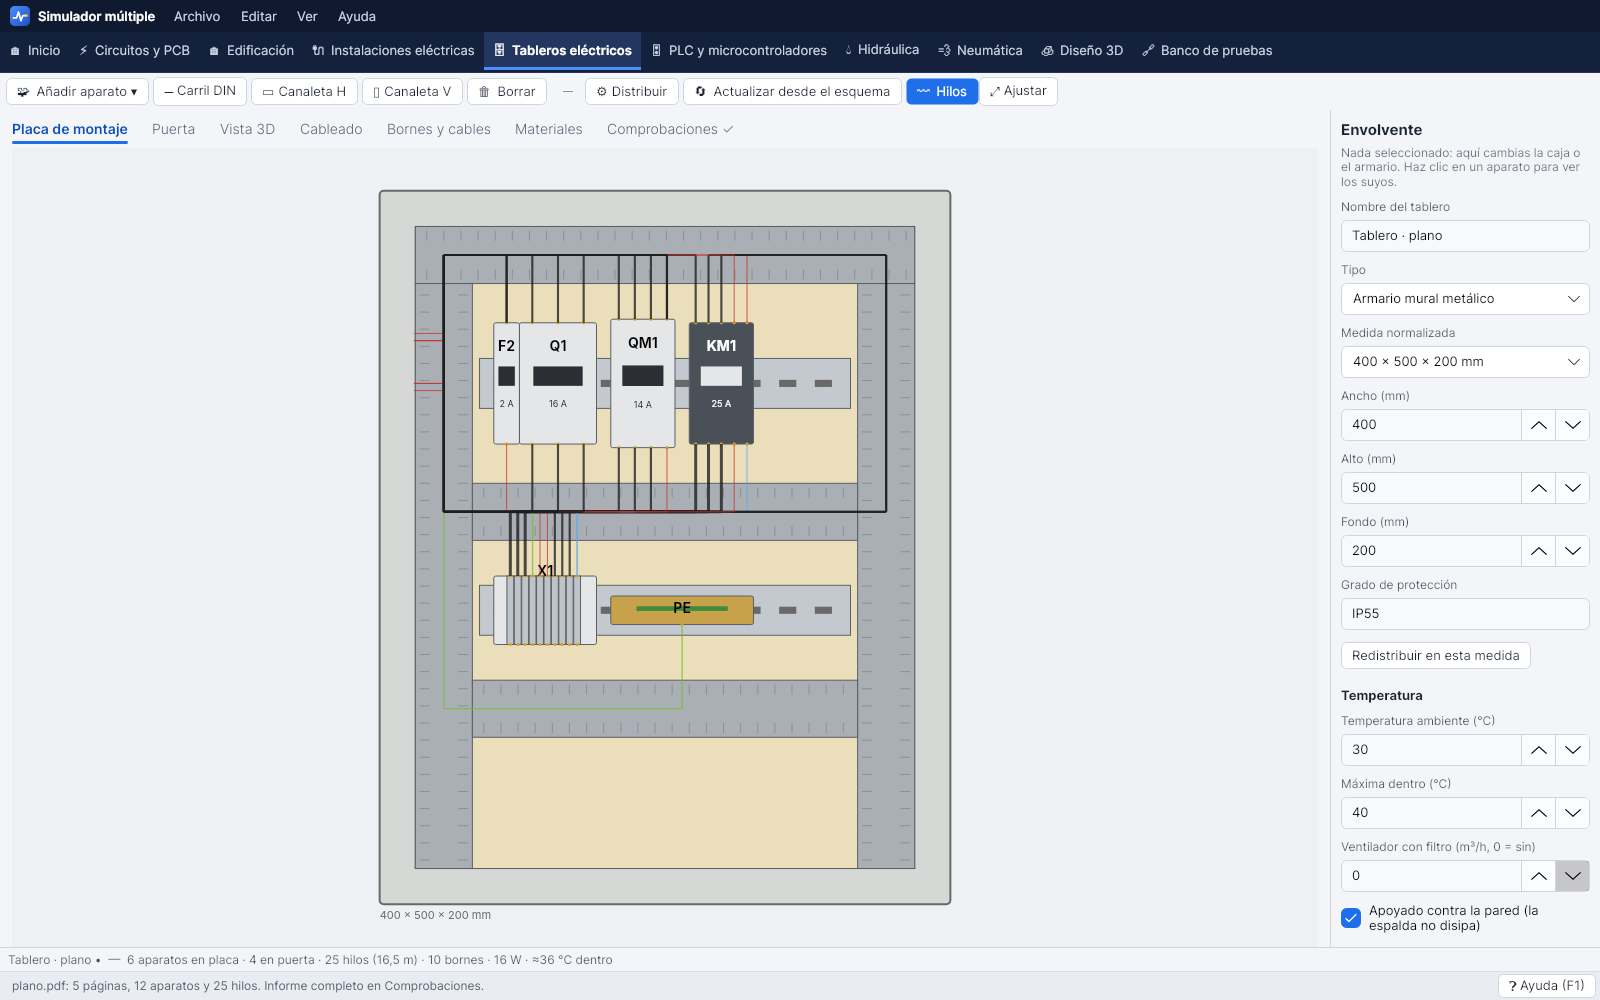 Simulador múltiple
Archivo
Editar
Ver
Ayuda
Inicio
Circuitos y PCB
Edificación
Instalaciones eléctricas
Tableros eléctricos
PLC y microcontroladores
Hidráulica
Neumática
Diseño 3D
Banco de pruebas
Añadir aparato ▾
Carril DIN
Canaleta H
Canaleta V
Borrar
Distribuir
Actualizar desde el esquema
Hilos
Ajustar
Placa de montaje
Puerta
Vista 3D
Cableado
Bornes y cables
Materiales
Comprobaciones ✓
F2
Q1
QM1
KM1
2 A
16 A
14 A
25 A
X1
PE
400 × 500 × 200 mm
Envolvente
Nada seleccionado: aquí cambias la caja o
el armario. Haz clic en un aparato para ver
los suyos.
Nombre del tablero
Tablero · plano
Tipo
Armario mural metálico
Medida normalizada
400 × 500 × 200 mm
Ancho (mm)
400
Alto (mm)
500
Fondo (mm)
200
Grado de protección
IP55
Redistribuir en esta medida
Temperatura
Temperatura ambiente (°C)
30
Máxima dentro (°C)
40
Ventilador con filtro (m³/h, 0 = sin)
0
Apoyado contra la pared (la
espalda no disipa)
Tablero · plano • — 6 aparatos en placa · 4 en puerta · 25 hilos (16,5 m) · 10 bornes · 16 W · ≈36 °C dentro
plano.pdf: 5 páginas, 12 aparatos y 25 hilos. Informe completo en Comprobaciones.
? Ayuda (F1)